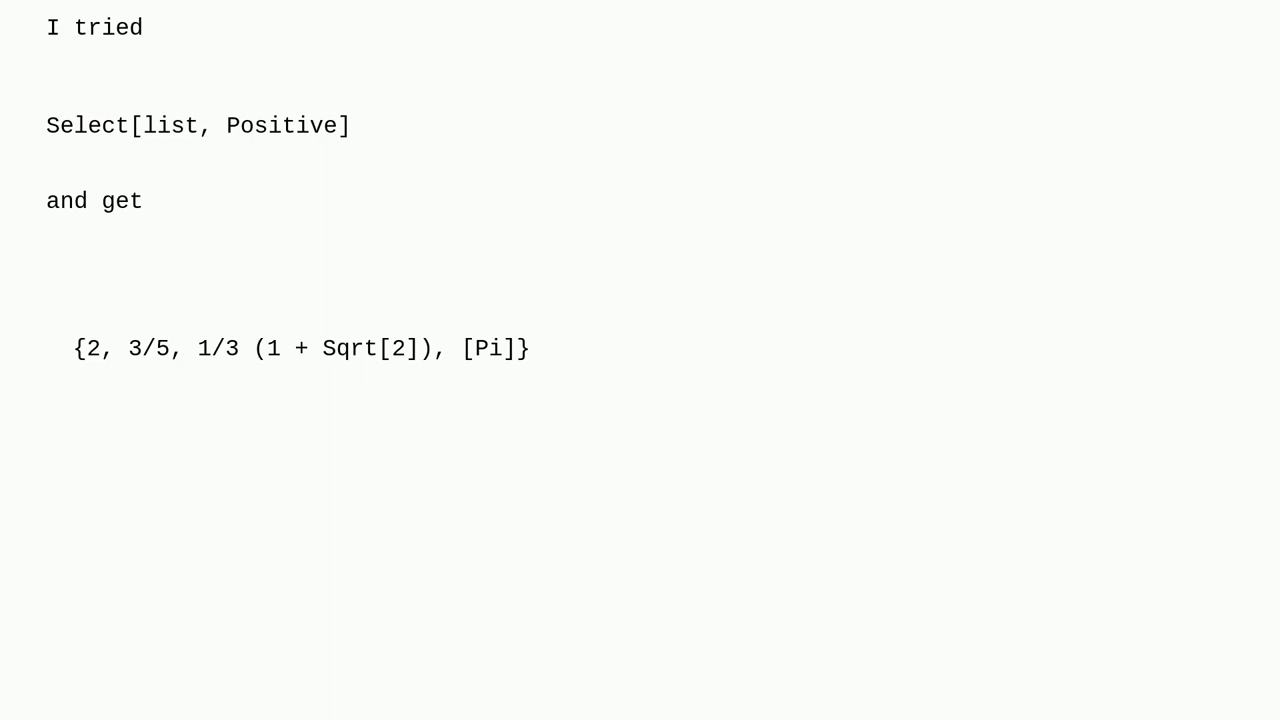 I tried
Select[list, Positive]
and get
{2, 3/5, 1/3 (1 + Sqrt[2]), [Pi]}